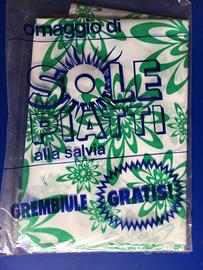 omaggio di
SOLE
PIATTI
alla salvia
GREMBIULE
GRATIS!